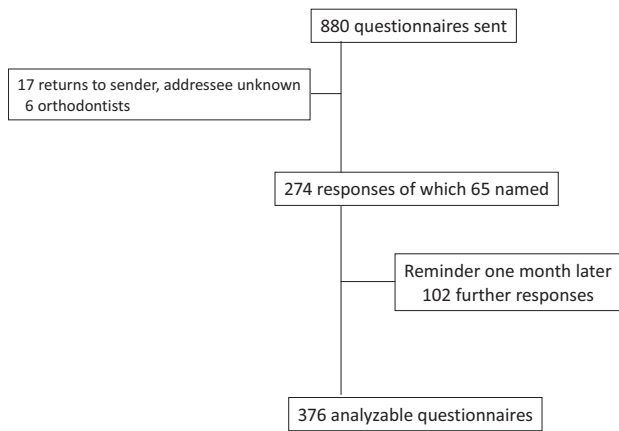 880 questionnaires sent
17 returns to sender, addressee unknown
6 orthodontists
274 responses of which 65 named
Reminder one month later
102 further responses
376 analyzable questionnaires